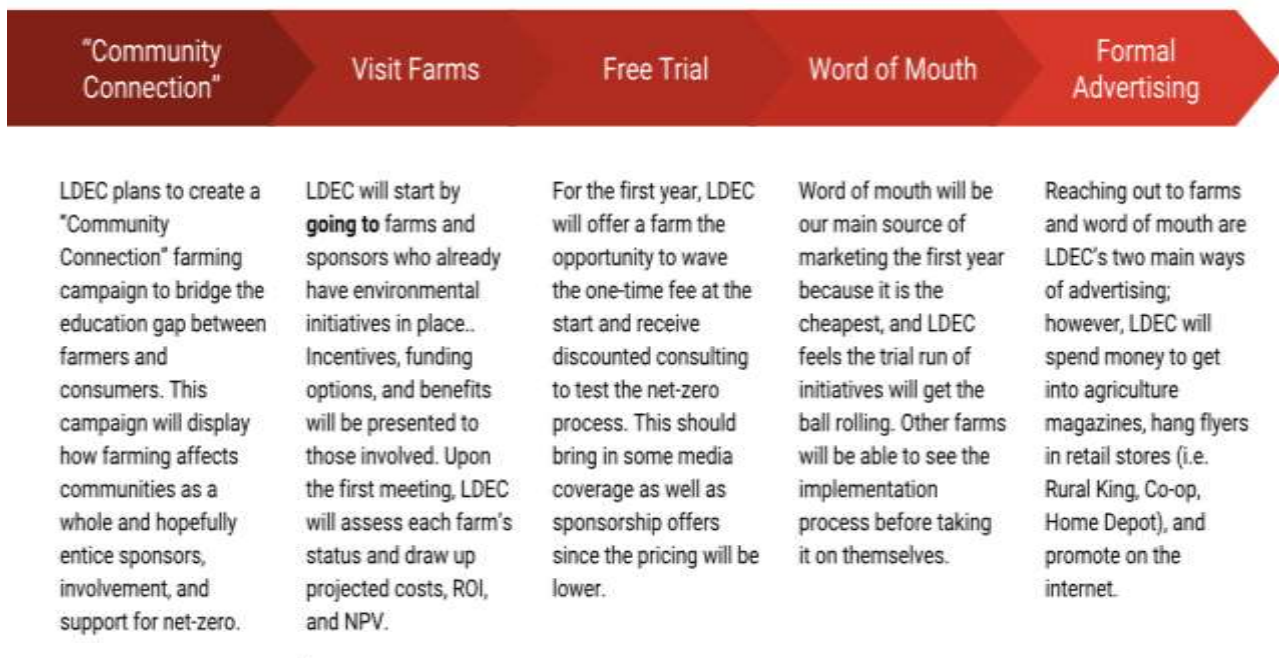 "Community
Connection"
Visit Farms
Free Trial
Word of Mouth
Formal
Advertising
LDEC plans to create a
"Community
Connection" farming
campaign to bridge the
education gap between
farmers and
consumers. This
campaign will display
how farming affects
communities as a
whole and hopefully
entice sponsors,
involvement, and
support for net-zero.
LDEC will start by
going to farms and
sponsors who already
have environmental
initiatives in place..
Incentives, funding
options, and benefits
will be presented to
those involved. Upon
the first meeting, LDEC
will assess each farm's
status and draw up
projected costs, ROI,
and NPV.
For the first year, LDEC
will offer a farm the
opportunity to wave
the one-time fee at the
start and receive
discounted consulting
to test the net-zero
process. This should
bring in some media
coverage as well as
sponsorship offers
since the pricing will be
lower.
Word of mouth will be
our main source of
marketing the first year
because it is the
cheapest, and LDEC
feels the trial run of
initiatives will get the
ball rolling. Other farms
will be able to see the
implementation
process before taking
it on themselves.
Reaching out to farms
and word of mouth are
LDEC's two main ways
of advertising;
however, LDEC will
spend money to get
into agriculture
magazines, hang flyers
in retail stores (i.e.
Rural King, Co-op,
Home Depot), and
promote on the
internet.